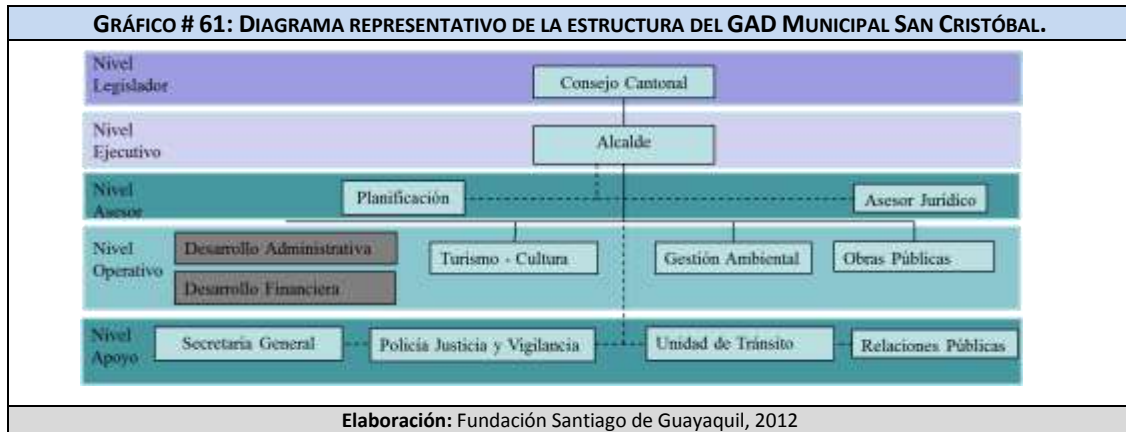 GRÁFICO # 61: DIAGRAMA REPRESENTATIVO DE LA ESTRUCTURA DEL GAD MUNICIPAL SAN CRISTÓBAL.
Nivel
Legislador
Consejo Cantonal
Nivel
Ejecutivo
Alcalde
Nivel
Asesor
Planificación
Asesor Jurídico
Nivel
Operativo
Desarrollo Administrativa
Desarrollo Financiera
Turismo - Cultura
Gestión Ambiental
Obras Públicas
Nivel
Apoyo
Secretaría General
Policía Justicia y Vigilancia
Unidad de Tránsito
Relaciones Públicas
Elaboración: Fundación Santiago de Guayaquil, 2012